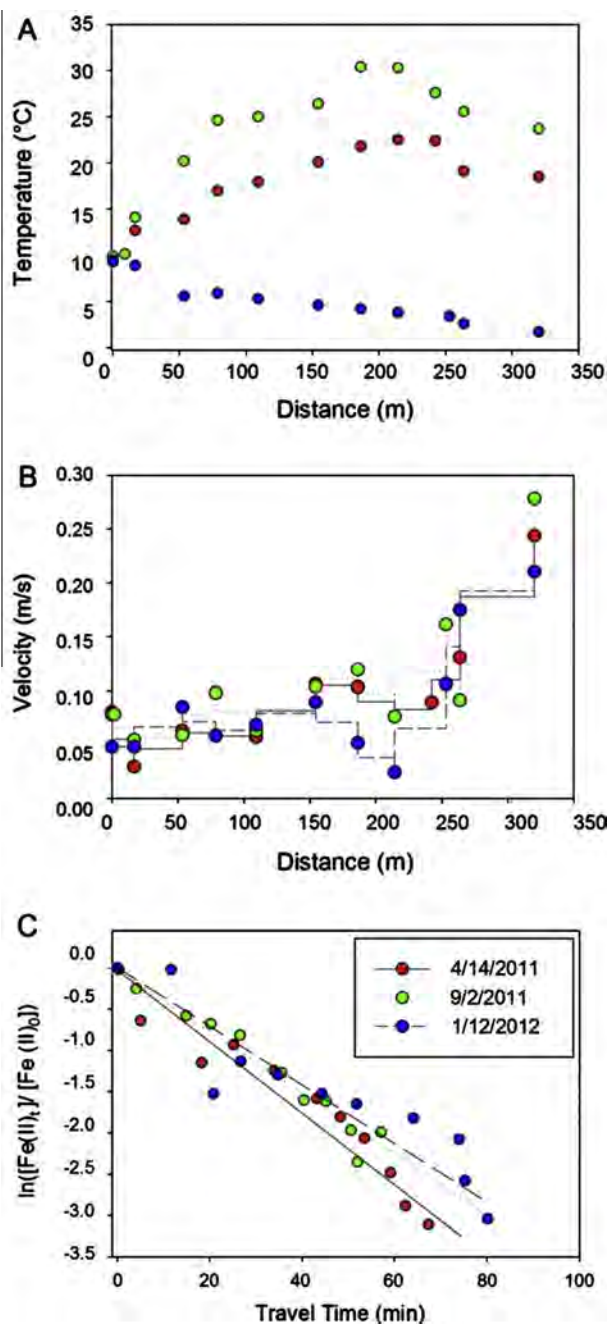 A
35
30
25
20
15
10
5
0
Temperature (°C)
0 50 100 150 200 250 300 350
Distance (m)
B
0.30
0.25
0.20
0.15
0.10
0.05
0.00
Velocity (m/s)
0 50 100 150 200 250 300 350
Distance (m)
C
0.0
-0.5
-1.0
-1.5
-2.0
-2.5
-3.0
-3.5
ln([Fe(II)t]/ [Fe (II)0])
4/14/2011
9/2/2011
1/12/2012
0 20 40 60 80 100
Travel Time (min)